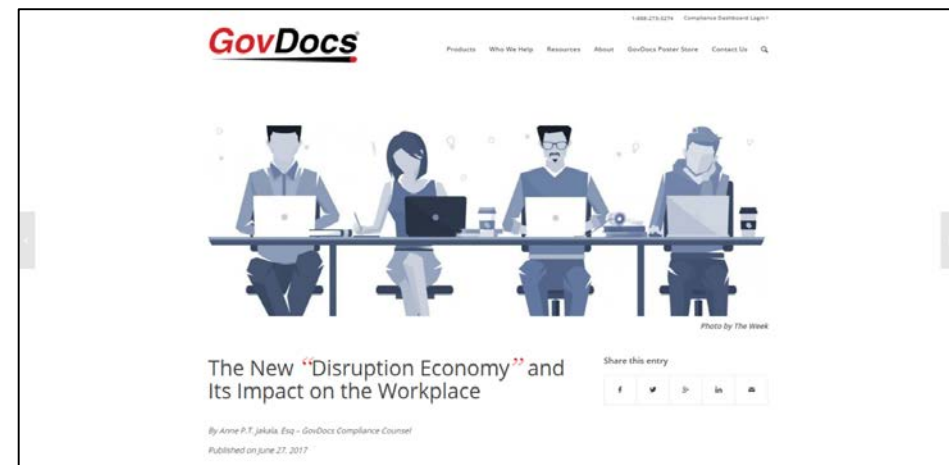 1-888-273-3274 Compliance Dashboard Login
GovDocs
Products Who We Help Resources About GovDocs Poster Store Contact Us
Photo by The Week
The New “Disruption Economy” and
Its Impact on the Workplace
Share this entry
By Anne P.T. Jakala, Esq – GovDocs Compliance Counsel
Published on June 27, 2017